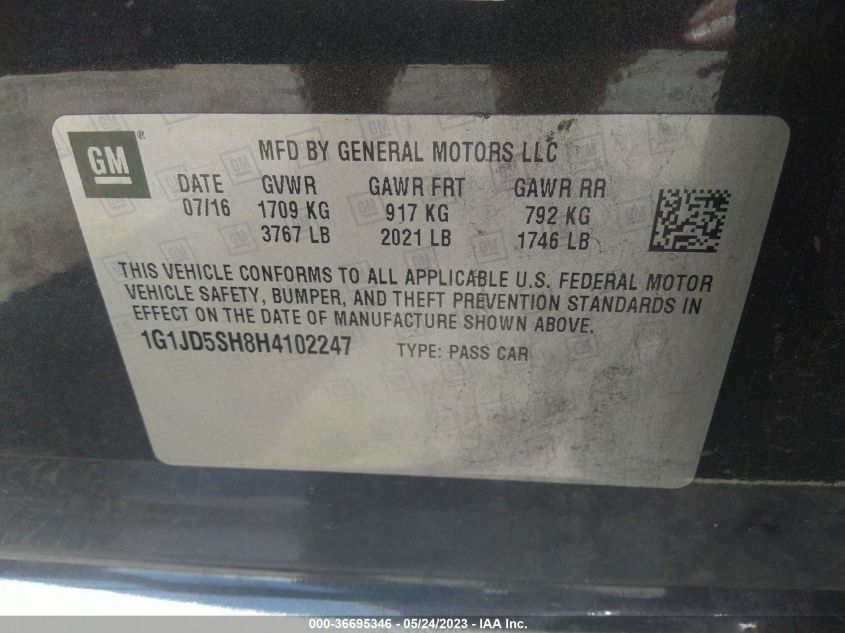 GM®
MFD BY GENERAL MOTORS LLC
DATE GVWR GAWR FRT GAWR RR
07/16 1709 KG 917 KG 792 KG
3767 LB 2021 LB 1746 LB
THIS VEHICLE CONFORMS TO ALL APPLICABLE U.S. FEDERAL MOTOR
VEHICLE SAFETY, BUMPER, AND THEFT PREVENTION STANDARDS IN
EFFECT ON THE DATE OF MANUFACTURE SHOWN ABOVE.
1G1JD5SH8H4102247 TYPE: PASS CAR
000-36695346 - 05/24/2023 - IAA Inc.